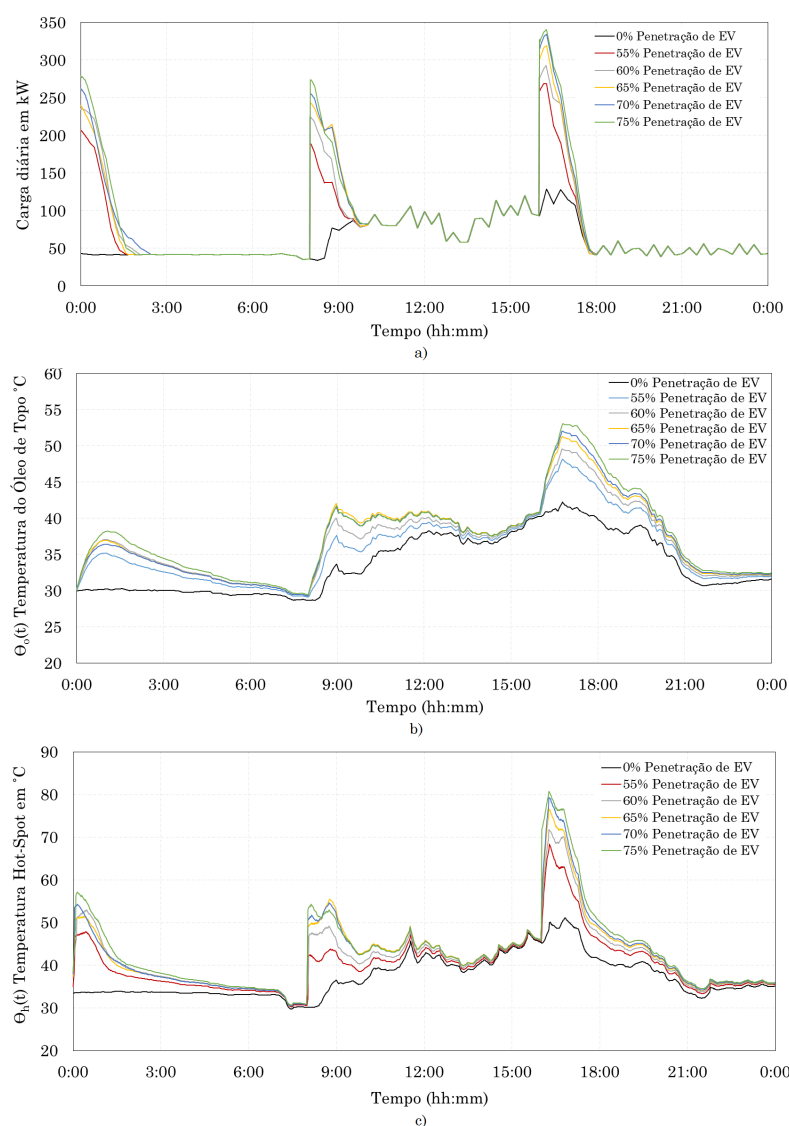 Carga diária em kW
350
300
250
200
150
100
50
0
0% Penetração de EV
55% Penetração de EV
60% Penetração de EV
65% Penetração de EV
70% Penetração de EV
75% Penetração de EV
0:00 3:00 6:00 9:00 12:00 15:00 18:00 21:00 0:00
Tempo (hh:mm)
a)
Θo(t) Temperatura do Óleo de Topo °C
60
55
50
45
40
35
30
25
20
0% Penetração de EV
55% Penetração de EV
60% Penetração de EV
65% Penetração de EV
70% Penetração de EV
75% Penetração de EV
0:00 3:00 6:00 9:00 12:00 15:00 18:00 21:00 0:00
Tempo (hh:mm)
b)
Θh(t) Temperatura Hot-Spot em °C
90
80
70
60
50
40
30
20
0% Penetração de EV
55% Penetração de EV
60% Penetração de EV
65% Penetração de EV
70% Penetração de EV
75% Penetração de EV
0:00 3:00 6:00 9:00 12:00 15:00 18:00 21:00 0:00
Tempo (hh:mm)
c)